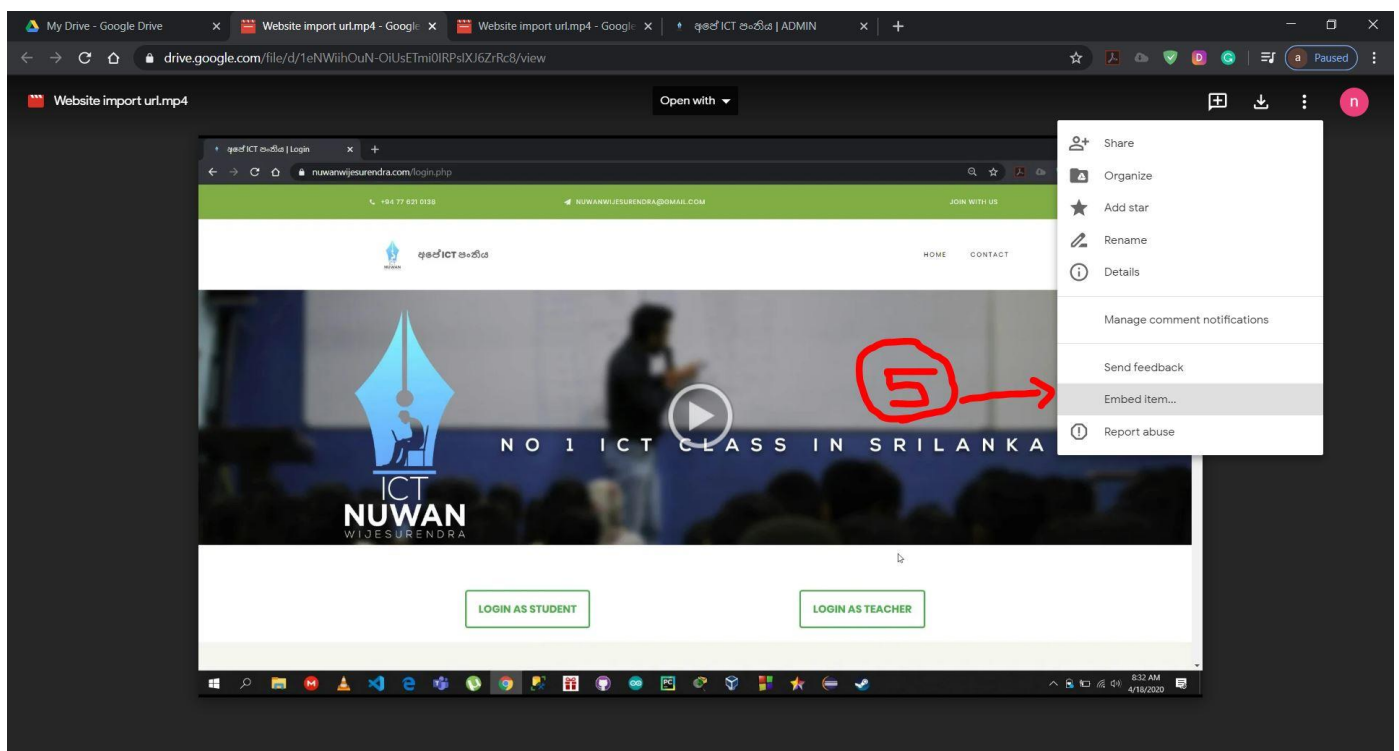 My Drive - Google Drive
Website import url.mp4 - Google
Website import url.mp4 - Google
අපේ ICT පංතිය | ADMIN
drive.google.com/file/d/1eNWiihOuN-OiUsETmi0IRPsIXJ6ZrRc8/view
a Paused
Website import url.mp4
Open with
n
අපේ ICT පංතිය | Login
nuwanwijesurendra.com/login.php
+94 77 621 0138
NUWANWIJESURENDRA@GMAIL.COM
JOIN WITH US
NUWAN
අපේ ICT පංතිය
HOME CONTACT
Share
Organize
Add star
Rename
Details
Manage comment notifications
Send feedback
Embed item...
Report abuse
5
NO 1 ICT CLASS IN SRILANKA
ICT
NUWAN
WIJESURENDRA
LOGIN AS STUDENT
LOGIN AS TEACHER
8:32 AM
4/18/2020